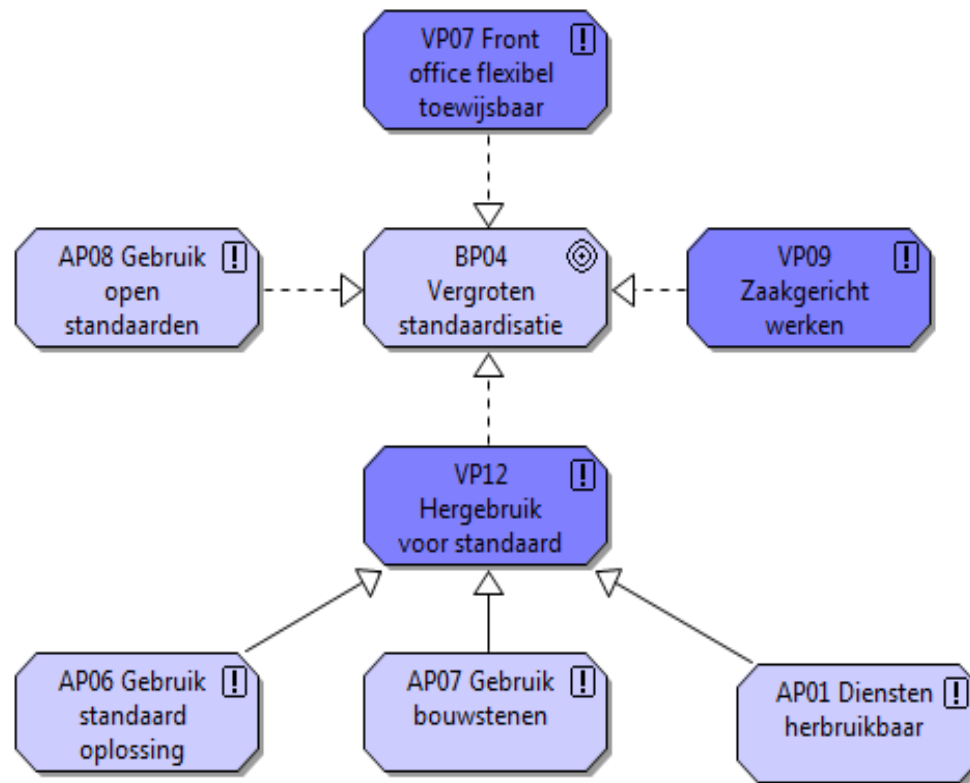 VP07 Front
office flexibel
toewijsbaar
AP08 Gebruik
open
standaarden
BP04
Vergroten
standaardisatie
VP09
Zaakgericht
werken
VP12
Hergebruik
voor standaard
AP06 Gebruik
standaard
oplossing
AP07 Gebruik
bouwstenen
AP01 Diensten
herbruikbaar